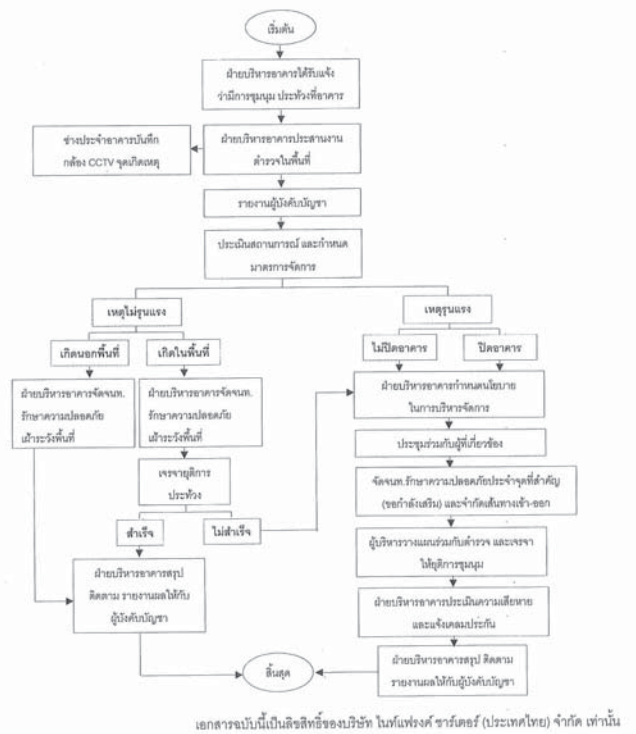 เริ่มต้น
ฝ่ายบริหารอาคารได้รับแจ้ง
ว่ามีการชุมนุม ประท้วงที่อาคาร
ช่างประจำอาคารบันทึก
กล้อง CCTV จุดเกิดเหตุ
ฝ่ายบริหารอาคารประสานงาน
ตำรวจในพื้นที่
รายงานผู้บังคับบัญชา
ประเมินสถานการณ์ และกำหนด
มาตรการจัดการ
เหตุไม่รุนแรง
เหตุรุนแรง
เกิดนอกพื้นที่
เกิดในพื้นที่
ไม่ปิดอาคาร
ปิดอาคาร
ฝ่ายบริหารอาคารจัดจนท.
รักษาความปลอดภัย
เฝ้าระวังพื้นที่
ฝ่ายบริหารอาคารจัดจนท.
รักษาความปลอดภัย
เฝ้าระวังพื้นที่
ฝ่ายบริหารอาคารกำหนดนโยบาย
ในการบริหารจัดการ
ประชุมร่วมกับผู้ที่เกี่ยวข้อง
เจรจายุติการ
ประท้วง
จัดจนท.รักษาความปลอดภัยประจำจุดที่สำคัญ
(ขอกำลังเสริม) และจำกัดเส้นทางเข้า-ออก
สำเร็จ
ไม่สำเร็จ
ผู้บริหารวางแผนร่วมกับตำรวจ และเจรจา
ให้ยุติการชุมนุม
ฝ่ายบริหารอาคารสรุป
ติดตาม รายงานผลให้กับ
ผู้บังคับบัญชา
ฝ่ายบริหารอาคารประเมินความเสียหาย
และแจ้งเคลมประกัน
สิ้นสุด
ฝ่ายบริหารอาคารสรุป ติดตาม
รายงานผลให้กับผู้บังคับบัญชา
เอกสารฉบับนี้เป็นลิขสิทธิ์ของบริษัท ไนท์แฟรงค์ ชาร์เตอร์ (ประเทศไทย) จำกัด เท่านั้น